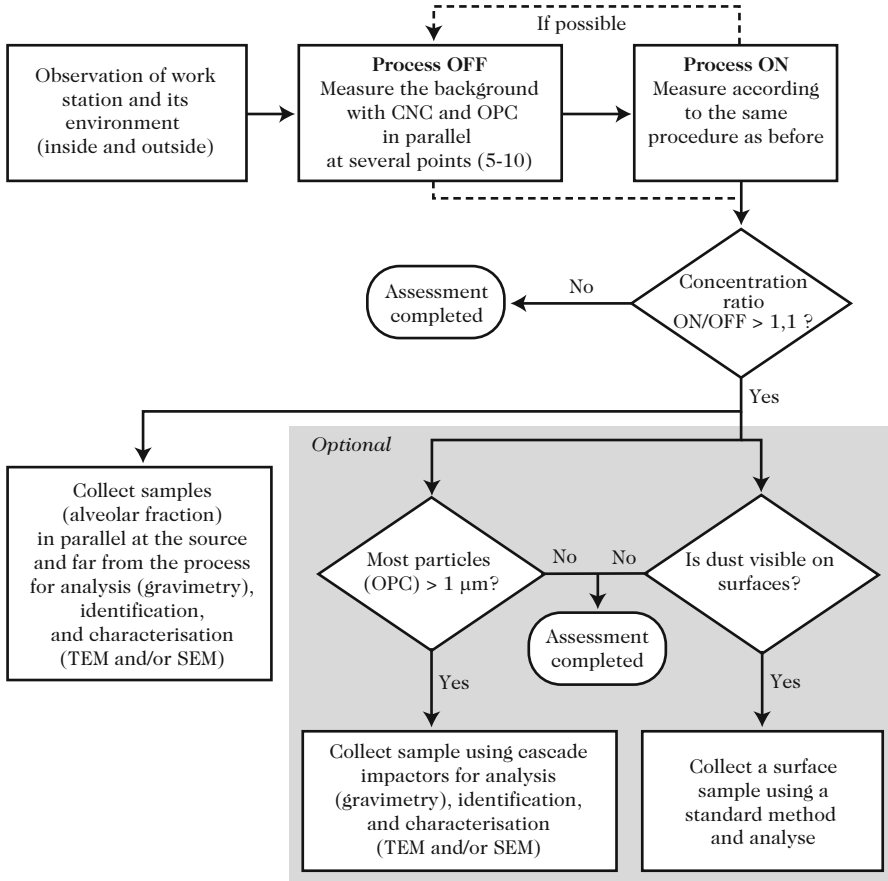 If possible
Observation of work
station and its
environment
(inside and outside)
Process OFF
Measure the background
with CNC and OPC
in parallel
at several points (5-10)
Process ON
Measure according
to the same
procedure as before
Concentration
ratio
ON/OFF > 1,1 ?
No
Assessment
completed
Yes
Collect samples
(alveolar fraction)
in parallel at the source
and far from the process
for analysis (gravimetry),
identification,
and characterisation
(TEM and/or SEM)
Optional
Most particles
(OPC) > 1 µm?
No
No
Is dust visible on
surfaces?
Assessment
completed
Yes
Yes
Collect sample using cascade
impactors for analysis
(gravimetry), identification,
and characterisation
(TEM and/or SEM)
Collect a surface
sample using a
standard method
and analyse